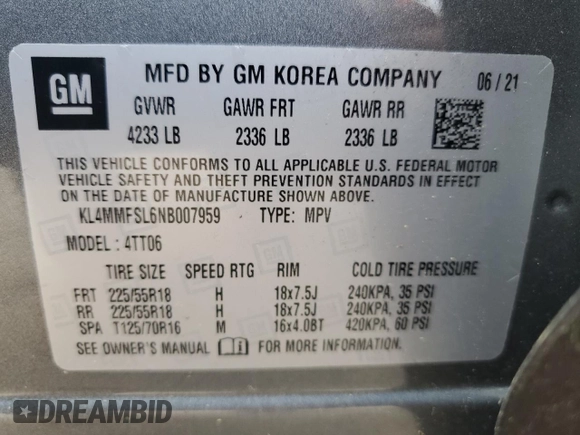 GM
MFD BY GM KOREA COMPANY 06/21
GVWR GAWR FRT GAWR RR
4233 LB 2336 LB 2336 LB
THIS VEHICLE CONFORMS TO ALL APPLICABLE U.S. FEDERAL MOTOR
VEHICLE SAFETY AND THEFT PREVENTION STANDARDS IN EFFECT
ON THE DATE OF MANUFACTURE SHOWN ABOVE.
KL4MMFSL6NB007959 TYPE: MPV
MODEL: 4TT06
TIRE SIZE SPEED RTG RIM COLD TIRE PRESSURE
FRT 225/55R18 H 18x7.5J 240KPA, 35 PSI
RR 225/55R18 H 18x7.5J 240KPA, 35 PSI
SPA T125/70R16 M 16x4.0BT 420KPA, 60 PSI
SEE OWNER'S MANUAL FOR MORE INFORMATION.
DREAMBID